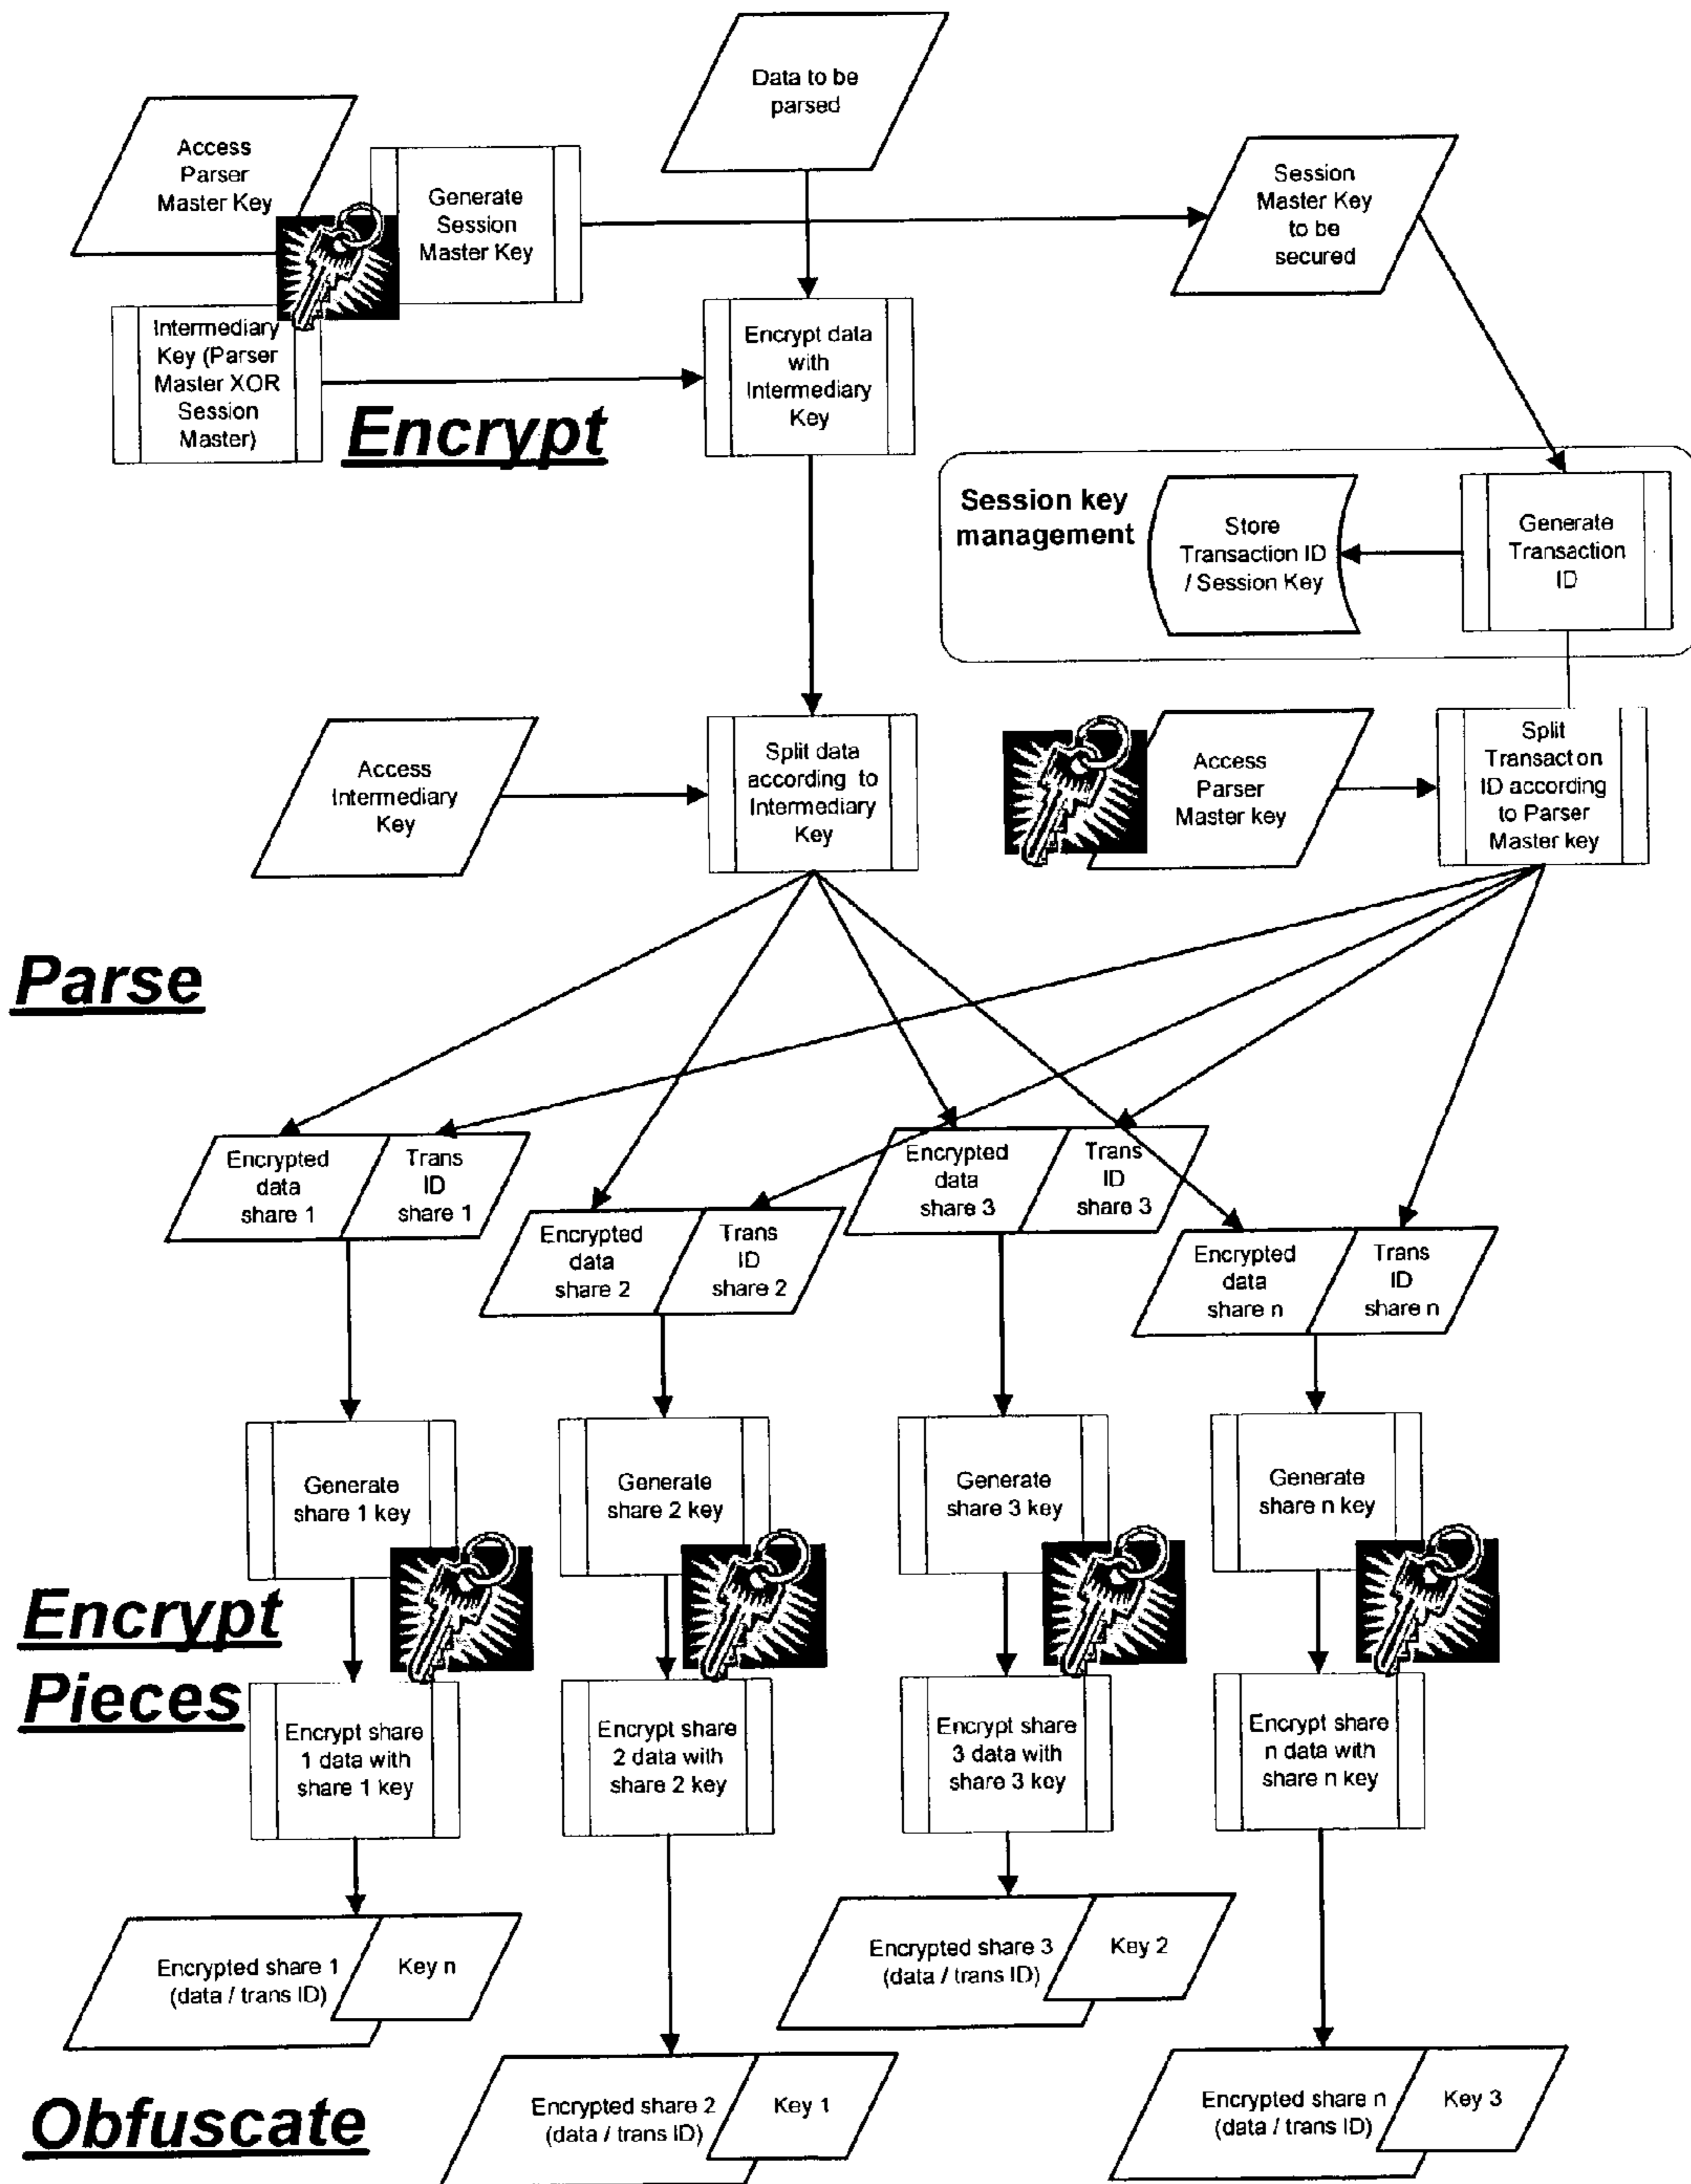 Data to be
parsed
Access
Parser
Master Key
Generate
Session
Master Key
Session
Master Key
to be
secured
Intermediary
Key (Parser
Master XOR
Session
Master)
Encrypt data
with
Intermediary
Key
Encrypt
Session key
management
Store
Transaction ID
/ Session Key
Generate
Transaction
ID
Access
Intermediary
Key
Split data
according to
Intermediary
Key
Access
Parser
Master key
Split
Transaction
ID according
to Parser
Master key
Parse
Encrypted
data
share 1
Trans
ID
share 1
Encrypted
data
share 2
Trans
ID
share 2
Encrypted
data
share 3
Trans
ID
share 3
Encrypted
data
share n
Trans
ID
share n
Generate
share 1 key
Generate
share 2 key
Generate
share 3 key
Generate
share n key
Encrypt
Pieces
Encrypt share
1 data with
share 1 key
Encrypt share
2 data with
share 2 key
Encrypt share
3 data with
share 3 key
Encrypt share
n data with
share n key
Encrypted share 1
(data / trans ID)
Key n
Encrypted share 3
(data / trans ID)
Key 2
Obfuscate
Encrypted share 2
(data / trans ID)
Key 1
Encrypted share n
(data / trans ID)
Key 3